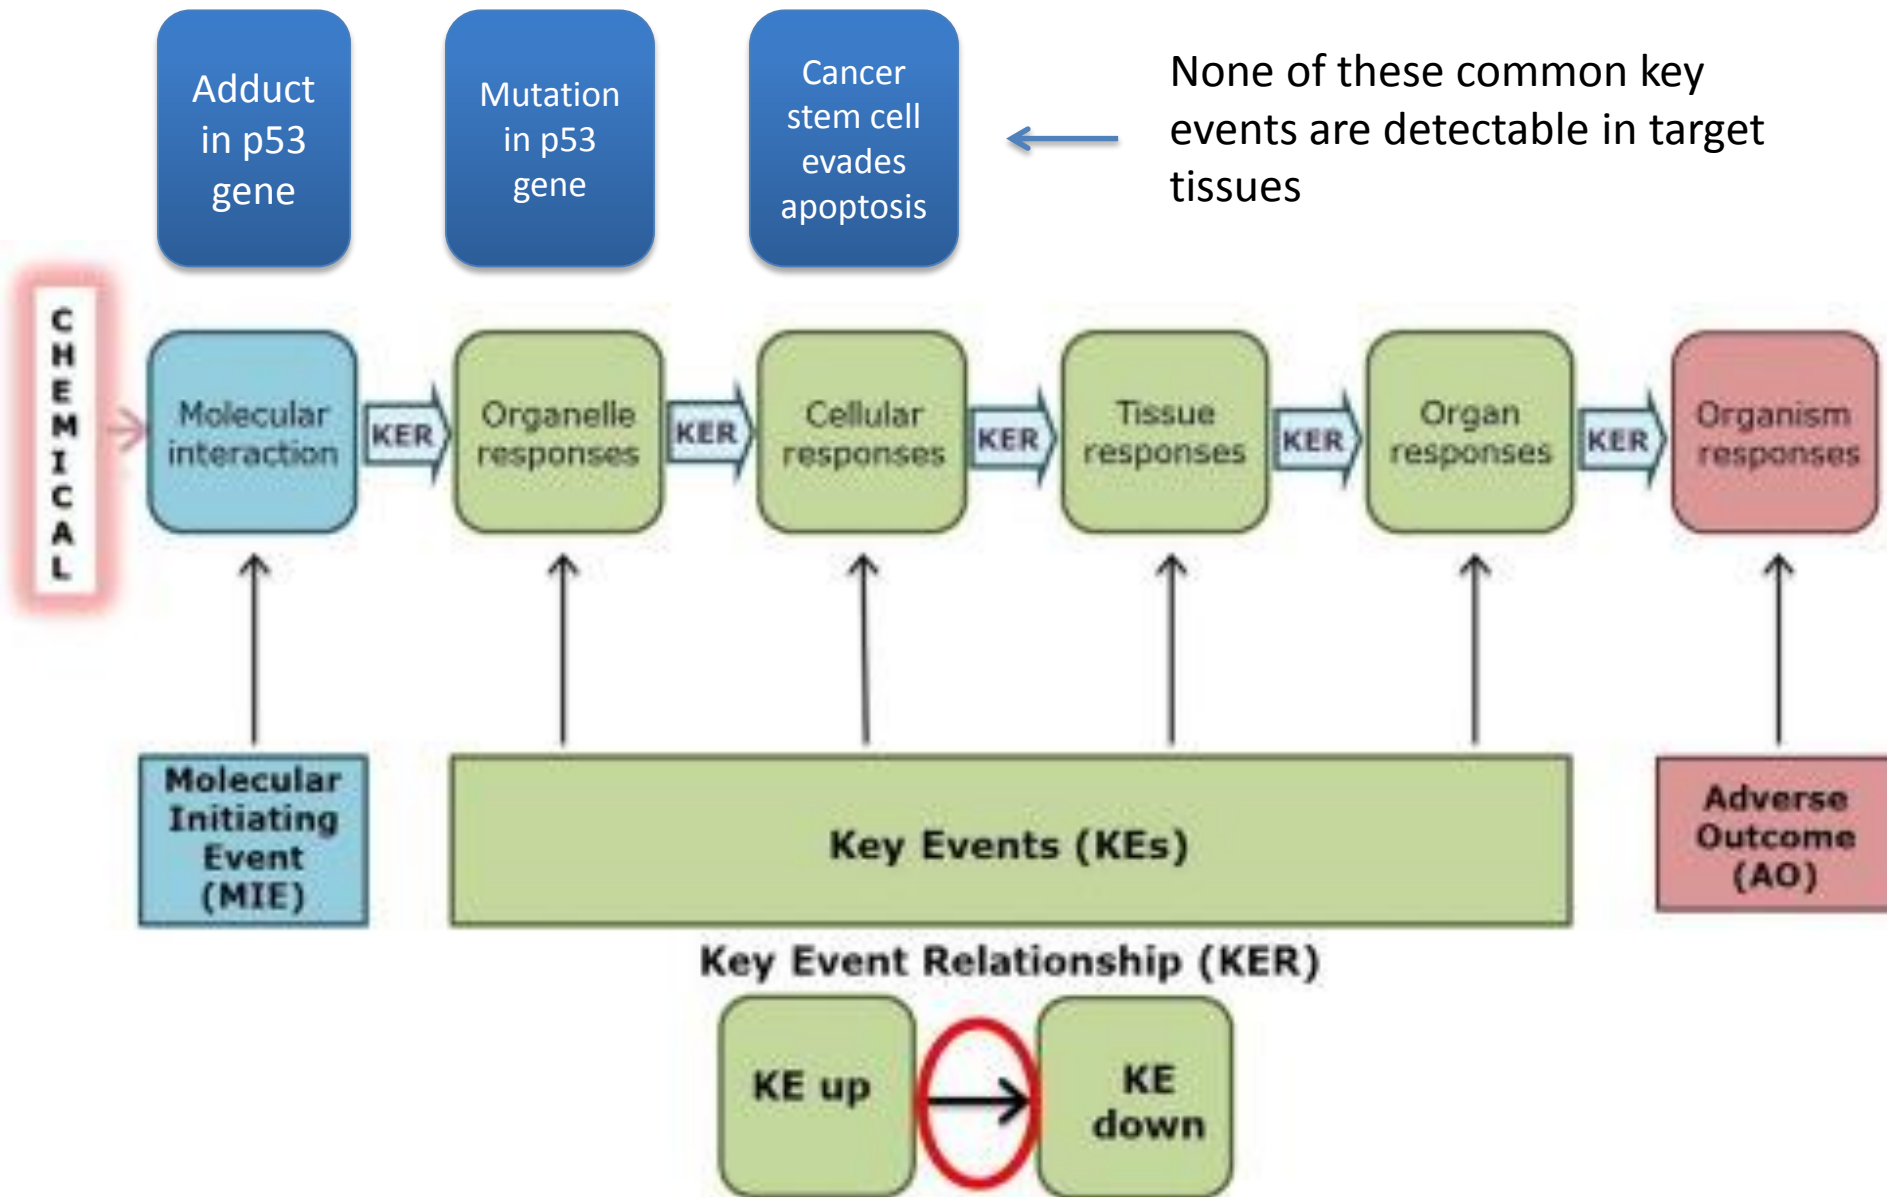 Adduct
in p53
gene
Mutation
in p53
gene
Cancer
stem cell
evades
apoptosis
None of these common key
events are detectable in target
tissues
CHEMICAL
Molecular
interaction
KER
Organelle
responses
KER
Cellular
responses
KER
Tissue
responses
KER
Organ
responses
KER
Organism
responses
Molecular
Initiating
Event
(MIE)
Key Events (KEs)
Adverse
Outcome
(AO)
Key Event Relationship (KER)
KE up
KE
down